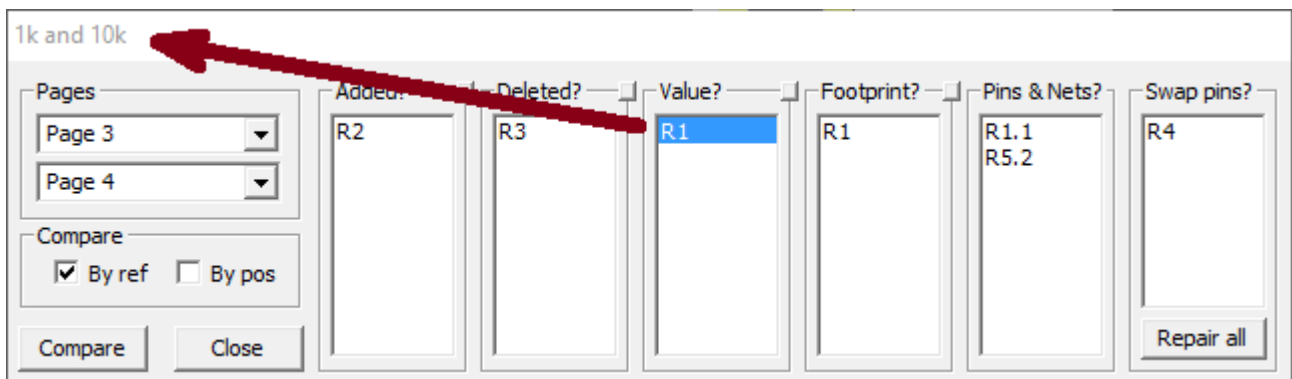 1k and 10k
Pages
Page 3
Page 4
Compare
By ref
By pos
Compare
Close
Added?
R2
Deleted?
R3
Value?
R1
Footprint?
R1
Pins & Nets?
R1.1
R5.2
Swap pins?
R4
Repair all